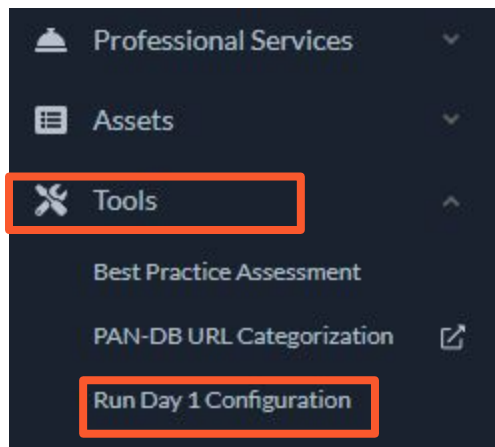 Professional Services
Assets
Tools
Best Practice Assessment
PAN-DB URL Categorization
Run Day 1 Configuration